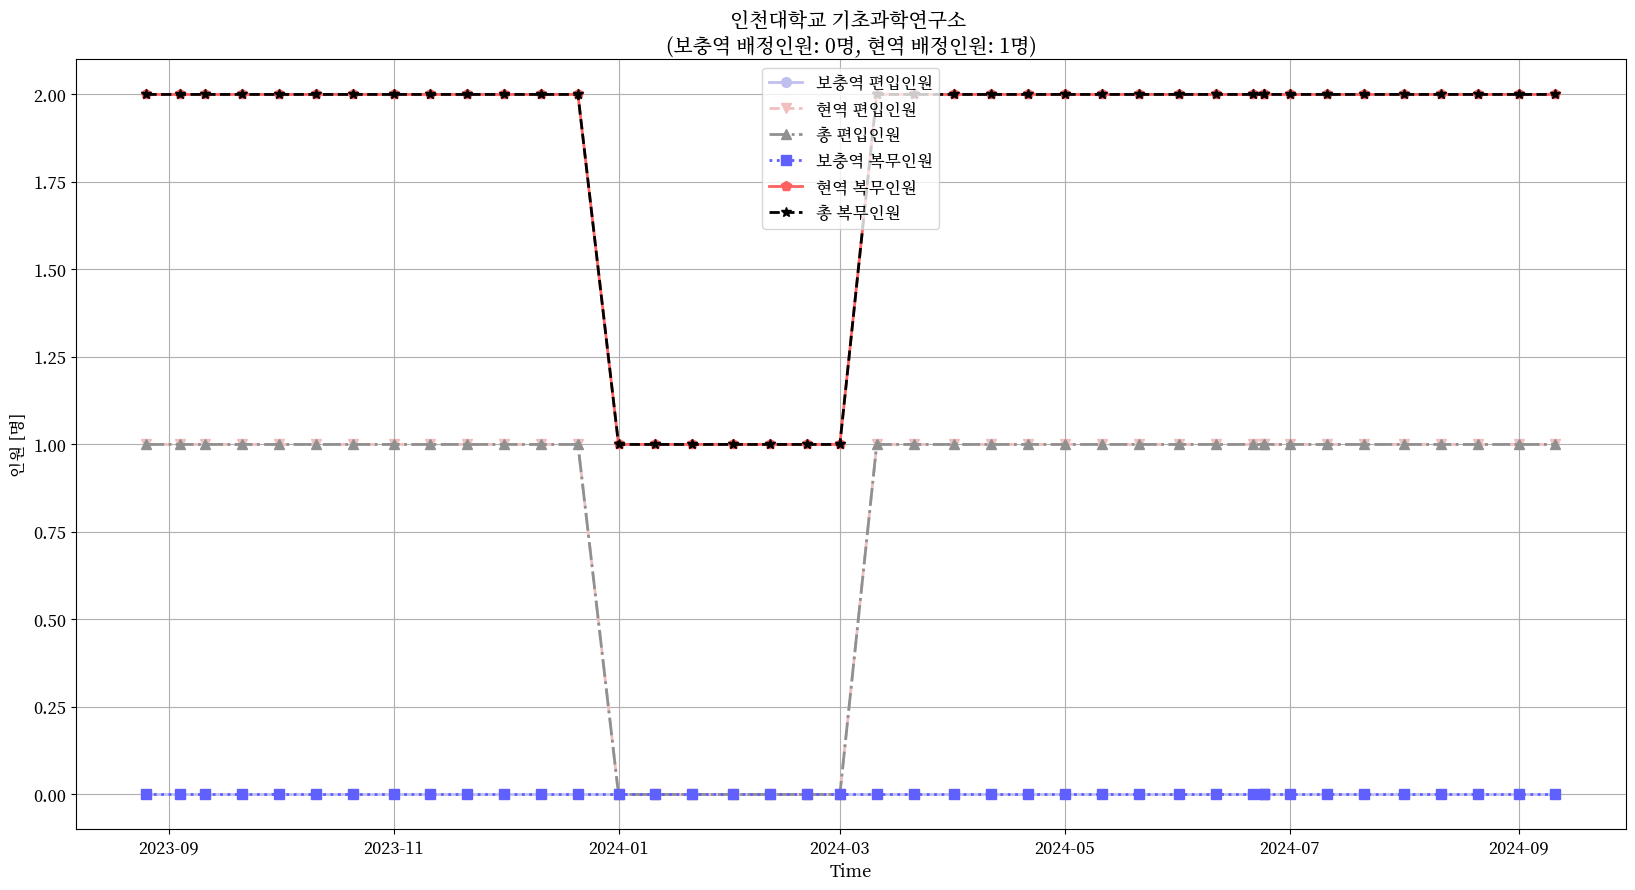 인천대학교 기초과학연구소
(보충역 배정인원: 0명, 현역 배정인원: 1명)
보충역 편입인원
현역 편입인원
총 편입인원
보충역 복무인원
현역 복무인원
총 복무인원
인원 [명]
2.00
1.75
1.50
1.25
1.00
0.75
0.50
0.25
0.00
2023-09 2023-11 2024-01 2024-03 2024-05 2024-07 2024-09
Time